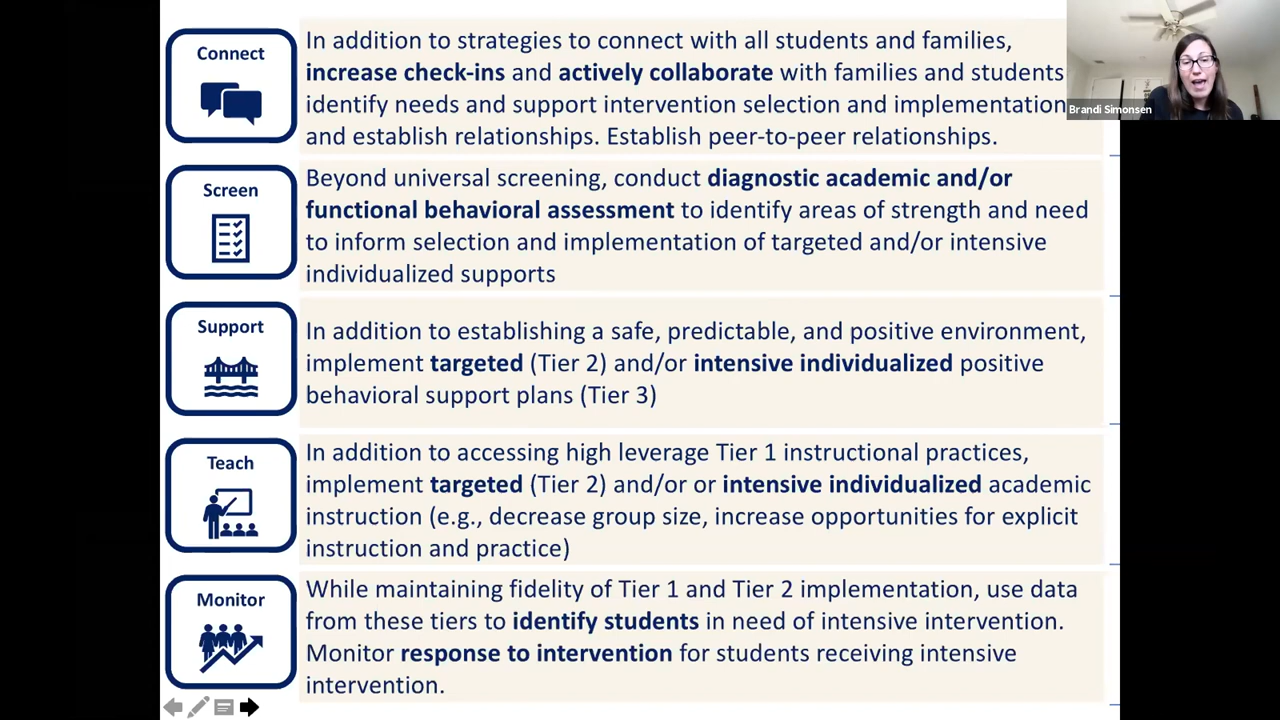 Connect
In addition to strategies to connect with all students and families,
increase check-ins and actively collaborate with families and students
identify needs and support intervention selection and implementation
and establish relationships. Establish peer-to-peer relationships.
Brandi Simonsen
Screen
Beyond universal screening, conduct diagnostic academic and/or
functional behavioral assessment to identify areas of strength and need
to inform selection and implementation of targeted and/or intensive
individualized supports
Support
In addition to establishing a safe, predictable, and positive environment,
implement targeted (Tier 2) and/or intensive individualized positive
behavioral support plans (Tier 3)
Teach
In addition to accessing high leverage Tier 1 instructional practices,
implement targeted (Tier 2) and/or or intensive individualized academic
instruction (e.g., decrease group size, increase opportunities for explicit
instruction and practice)
Monitor
While maintaining fidelity of Tier 1 and Tier 2 implementation, use data
from these tiers to identify students in need of intensive intervention.
Monitor response to intervention for students receiving intensive
intervention.